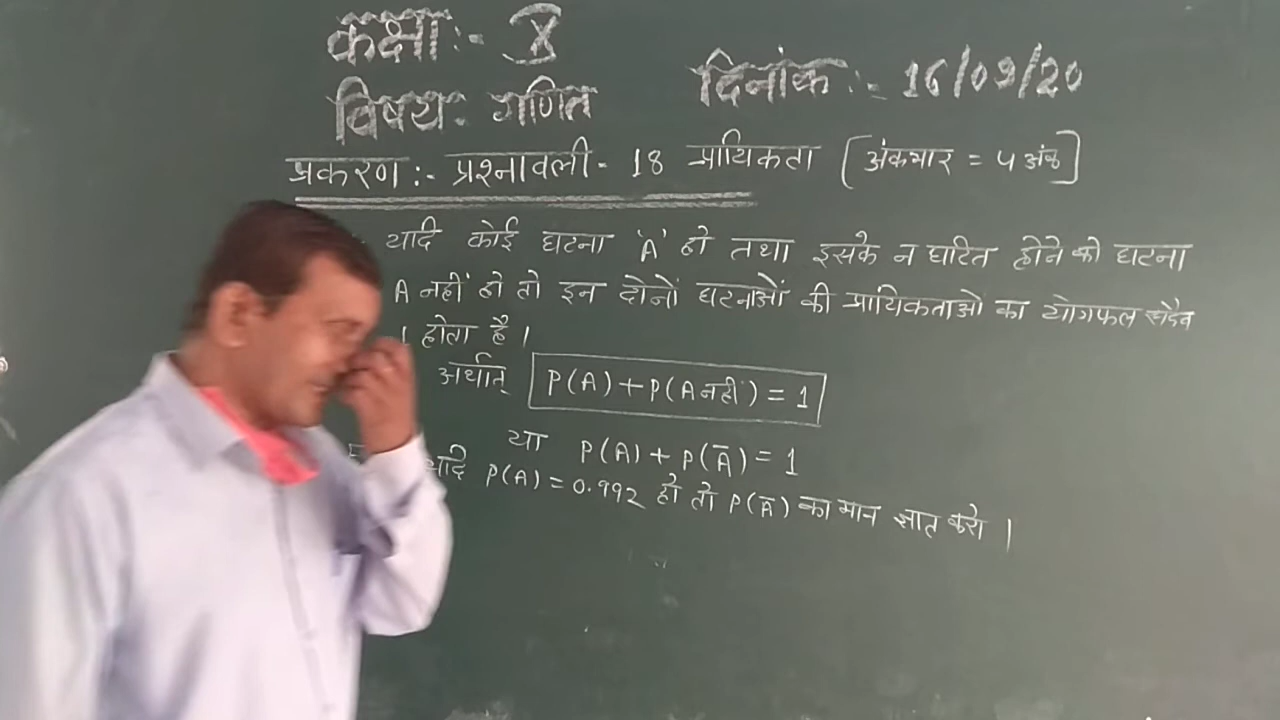 कक्षा:- X
विषय: गणित
दिनांक:- 16/09/20
प्रकरण:- प्रश्नावली - 18 प्रायिकता [अंकभार = 4 अंक]
यदि कोई घटना 'A' हो तथा इसके न घटित होने की घटना
A नहीं हो तो इन दोनों घटनाओं की प्रायिकताओ का योगफल सदैव
1 होता है।
अर्थात् P(A)+P(A नहीं) = 1
या P(A) + P(Ā) = 1
यदि P(A) = 0.992 हो तो P(Ā) का मान ज्ञात करो।